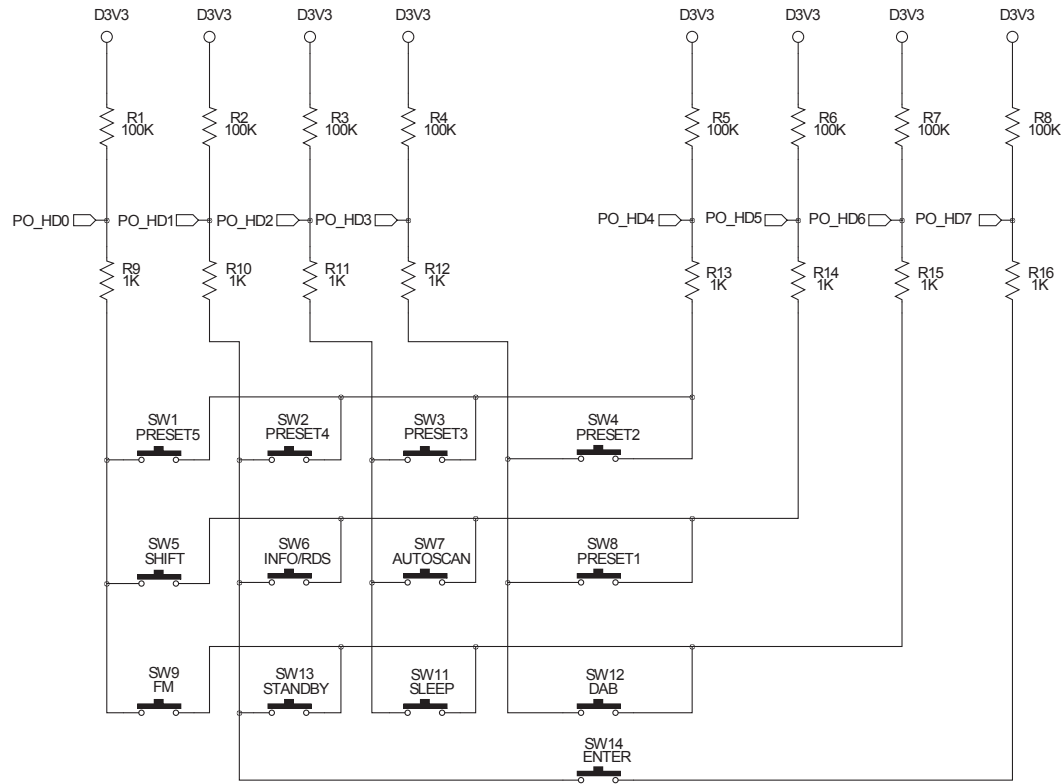 D3V3 D3V3 D3V3 D3V3 D3V3 D3V3 D3V3 D3V3
R1 R2 R3 R4 R5 R6 R7 R8
100K 100K 100K 100K 100K 100K 100K 100K
PO_HD0 PO_HD1 PO_HD2 PO_HD3 PO_HD4 PO_HD5 PO_HD6 PO_HD7
R9 R10 R11 R12 R13 R14 R15 R16
1K 1K 1K 1K 1K 1K 1K 1K
SW1 SW2 SW3 SW4
PRESET5 PRESET4 PRESET3 PRESET2
SW5 SW6 SW7 SW8
SHIFT INFO/RDS AUTOSCAN PRESET1
SW9 SW13 SW11 SW12
FM STANDBY SLEEP DAB
SW14
ENTER